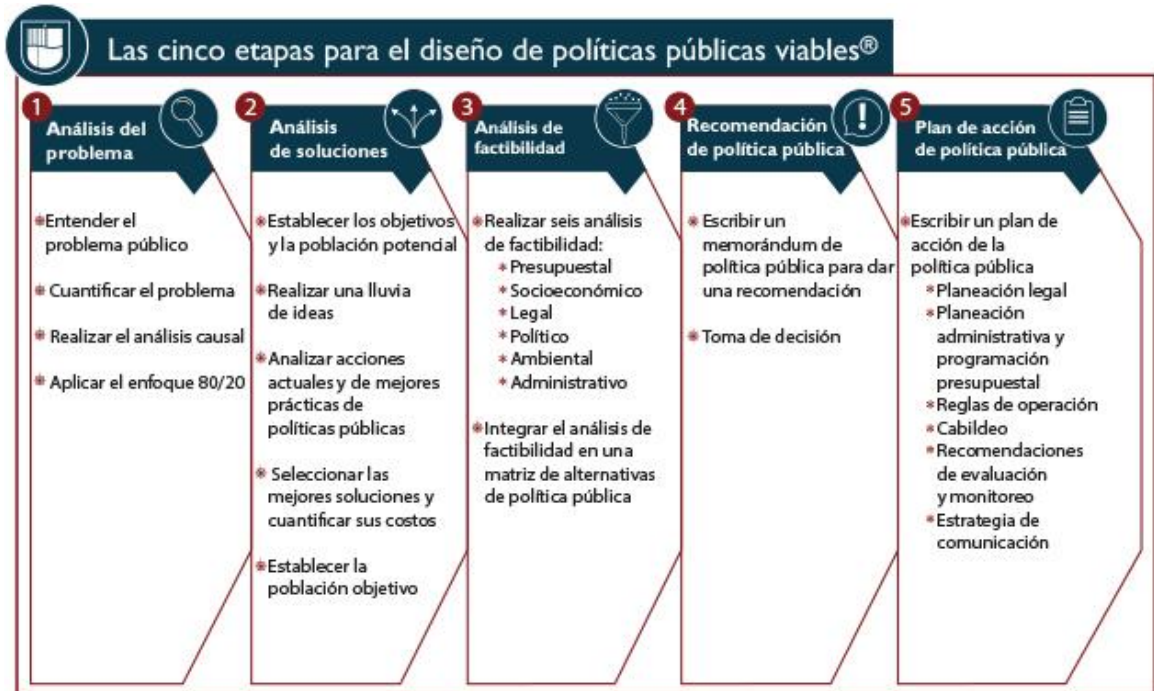 Las cinco etapas para el diseño de políticas públicas viables®
1
Análisis del
problema
*Entender el
problema público
* Cuantificar el problema
* Realizar el análisis causal
* Aplicar el enfoque 80/20
2
Análisis
de soluciones
*Establecer los objetivos
y la población potencial
*Realizar una lluvia
de ideas
*Analizar acciones
actuales y de mejores
prácticas de
políticas públicas
* Seleccionar las
mejores soluciones y
cuantificar sus costos
*Establecer la
población objetivo
3
Análisis de
factibilidad
*Realizar seis análisis
de factibilidad:
* Presupuestal
* Socioeconómico
* Legal
* Político
* Ambiental
* Administrativo
*Integrar el análisis de
factibilidad en una
matriz de alternativas
de política pública
4
Recomendación
de política pública
* Escribir un
memorándum de
política pública para dar
una recomendación
* Toma de decisión
5
Plan de acción
de política pública
*Escribir un plan de
acción de la
política pública
*Planeación legal
*Planeación
administrativa y
programación
presupuestal
*Reglas de operación
*Cabildeo
*Recomendaciones
de evaluación
y monitoreo
*Estrategia de
comunicación